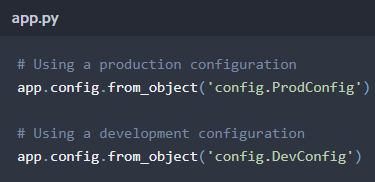 app.py
# Using a production configuration
app.config.from_object('config.ProdConfig')
# Using a development configuration
app.config.from_object('config.DevConfig')